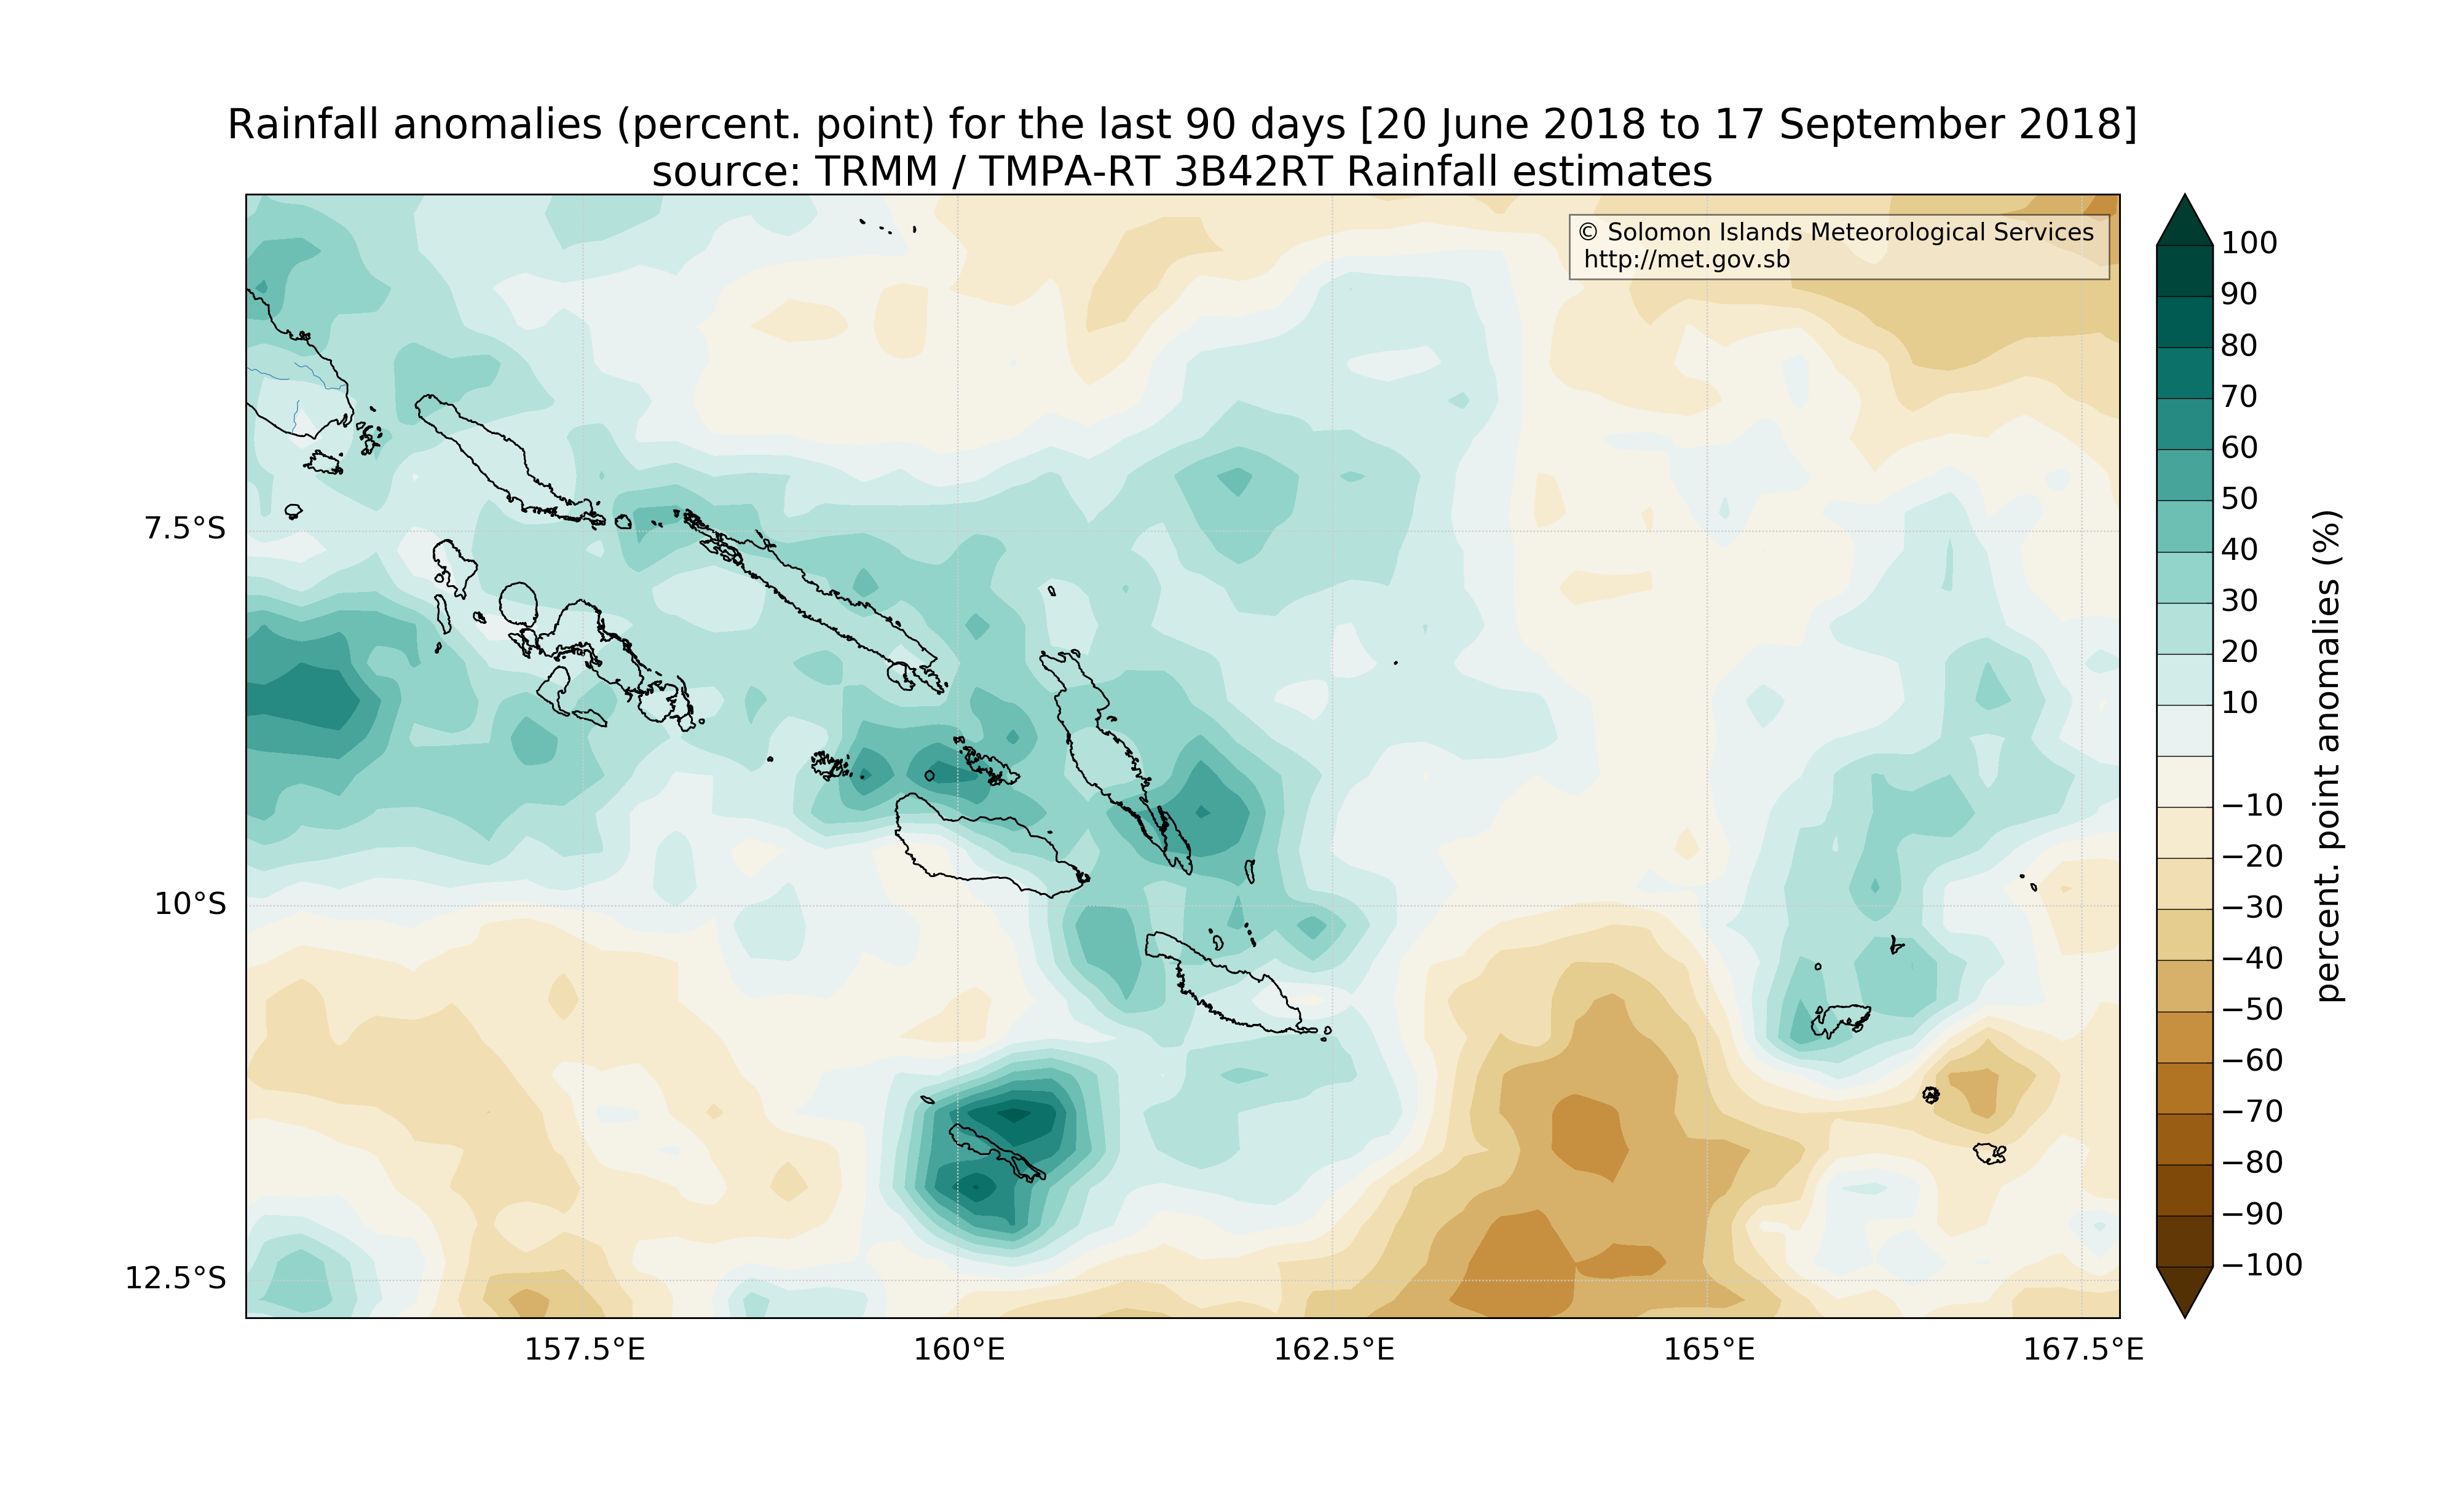 Rainfall anomalies (percent. point) for the last 90 days [20 June 2018 to 17 September 2018]
source: TRMM / TMPA-RT 3B42RT Rainfall estimates
© Solomon Islands Meteorological Services
http://met.gov.sb
7.5°S
10°S
12.5°S
157.5°E
160°E
162.5°E
165°E
167.5°E
100
90
80
70
60
50
40
30
20
10
−10
−20
−30
−40
−50
−60
−70
−80
−90
−100
percent. point anomalies (%)